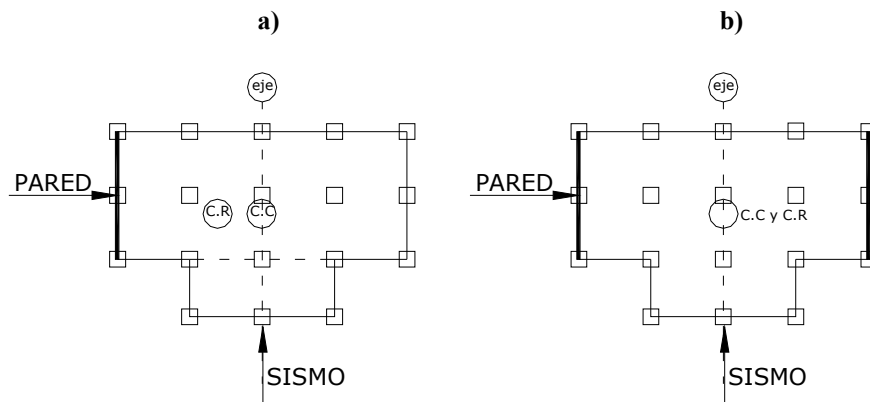 a)
b)
eje
eje
PARED
PARED
C.R
C.C
C.C y C.R
SISMO
SISMO